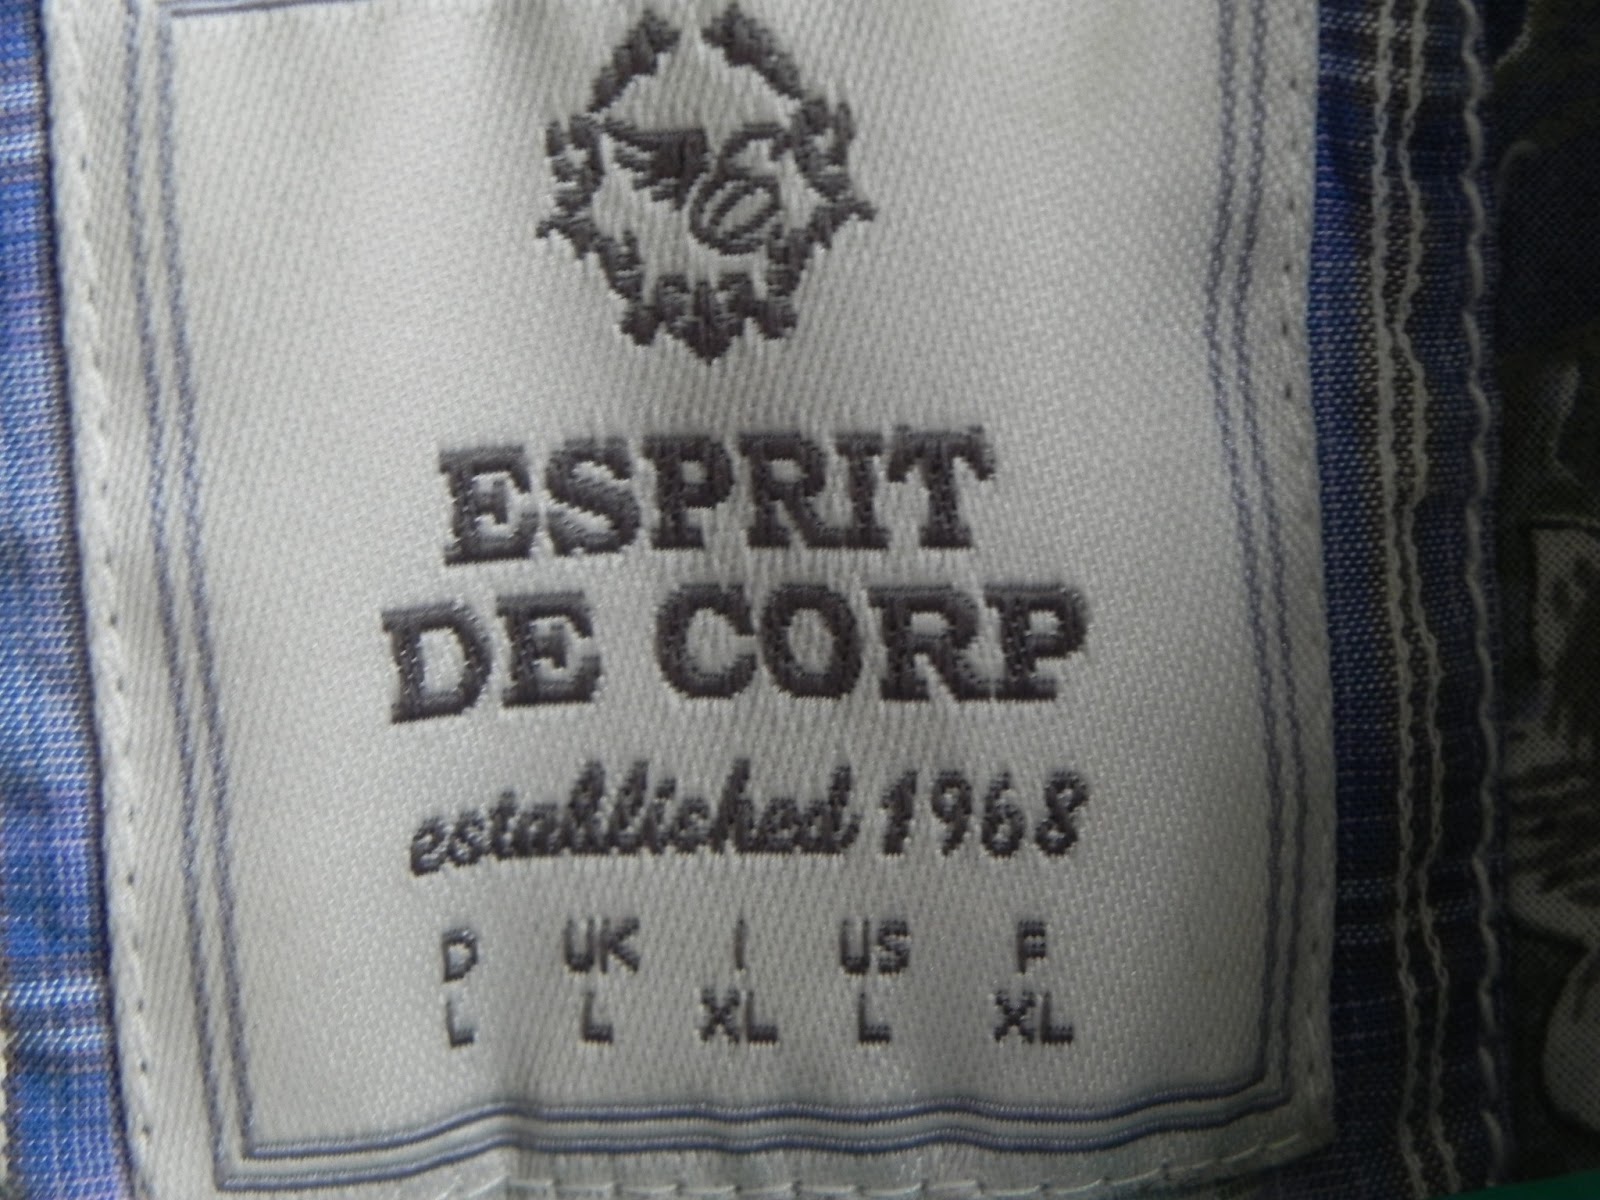 ESPRIT
DE CORP
established 1968
D UK I US F
L L XL L XL